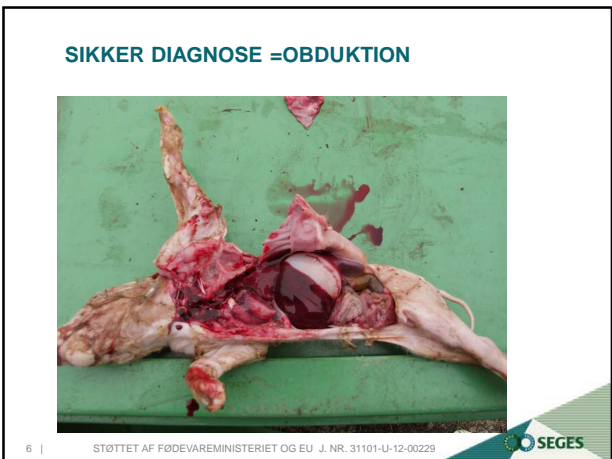 SIKKER DIAGNOSE =OBDUKTION
6 | STØTTET AF FØDEVAREMINISTERIET OG EU J. NR. 31101-U-12-00229
SEGES